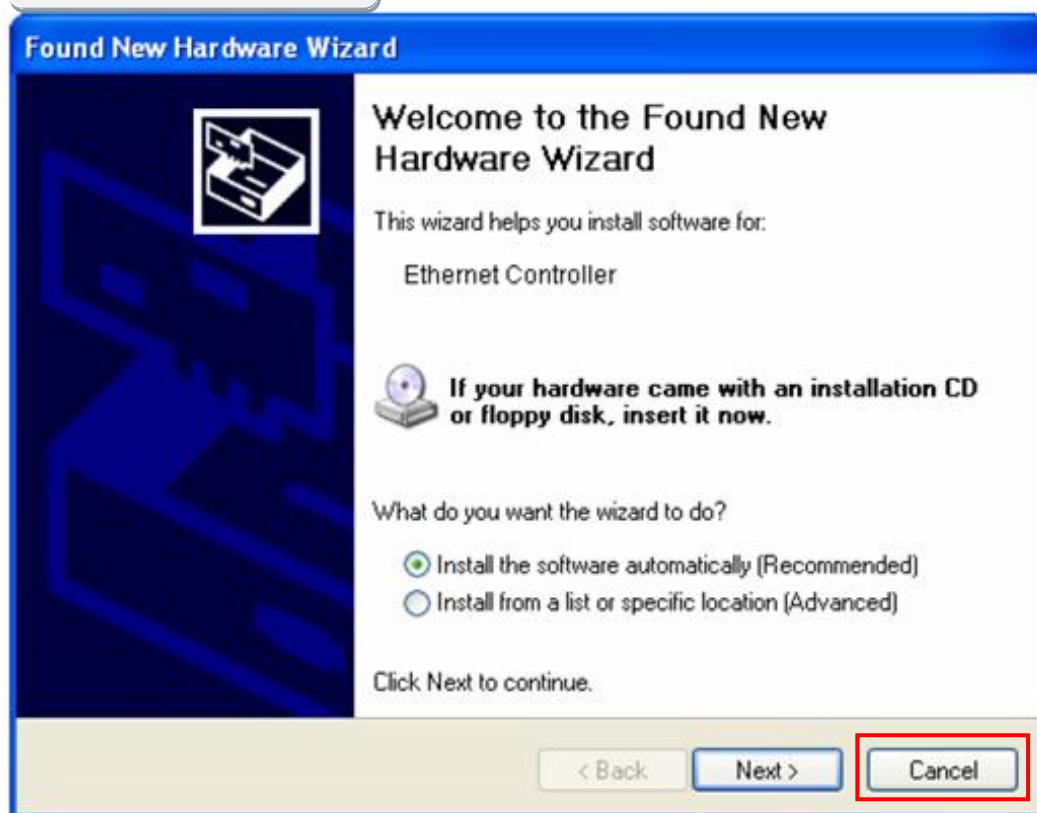 Found New Hardware Wizard
Welcome to the Found New
Hardware Wizard
This wizard helps you install software for:
Ethernet Controller
If your hardware came with an installation CD
or floppy disk, insert it now.
What do you want the wizard to do?
Install the software automatically (Recommended)
Install from a list or specific location (Advanced)
Click Next to continue.
< Back
Next >
Cancel